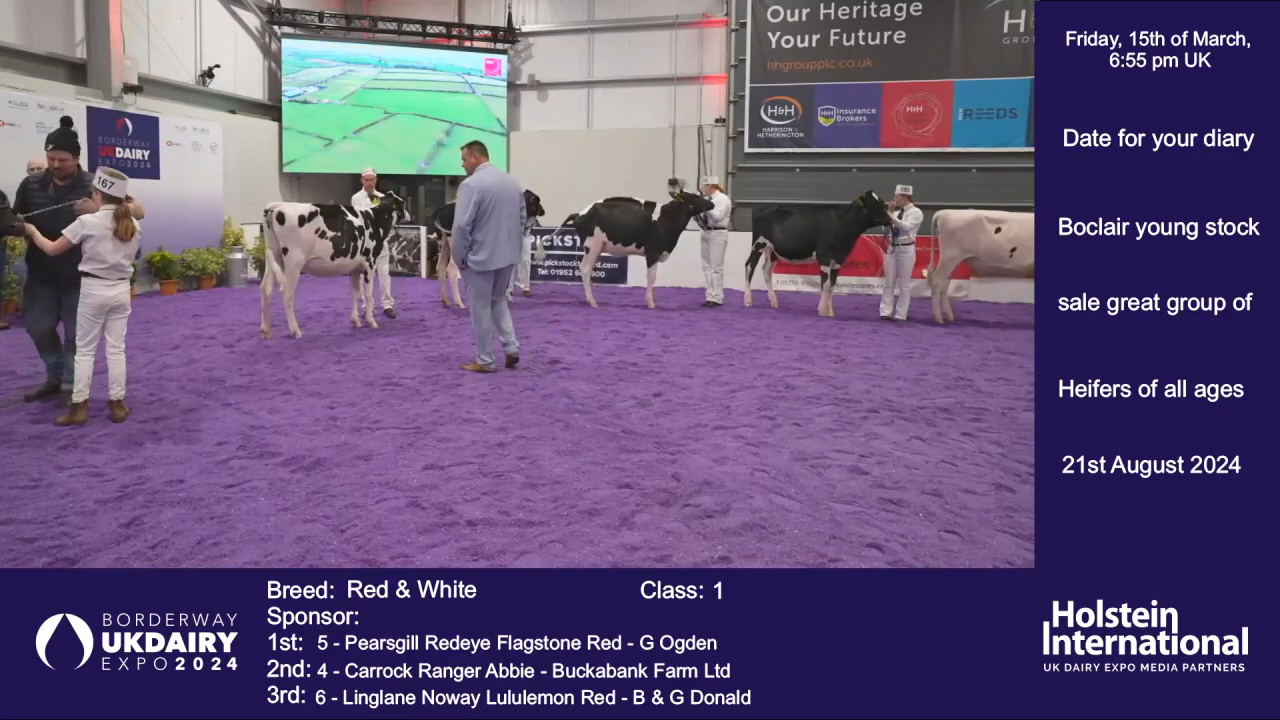 Our Heritage
Your Future
hhgroupplc.co.uk
H&H
HARRISON &
HETHERINGTON
H&H Insurance
Brokers
H&H
REEDS
BORDERWAY
UKDAIRY
EXPO2024
167
PICKST
Friday, 15th of March,
6:55 pm UK
Date for your diary
Boclair young stock
sale great group of
Heifers of all ages
21st August 2024
BORDERWAY
UKDAIRY
EXPO 2024
Breed: Red & White Class: 1
Sponsor:
1st: 5 - Pearsgill Redeye Flagstone Red - G Ogden
2nd: 4 - Carrock Ranger Abbie - Buckabank Farm Ltd
3rd: 6 - Linglane Noway Lululemon Red - B & G Donald
Holstein
International
UK DAIRY EXPO MEDIA PARTNERS